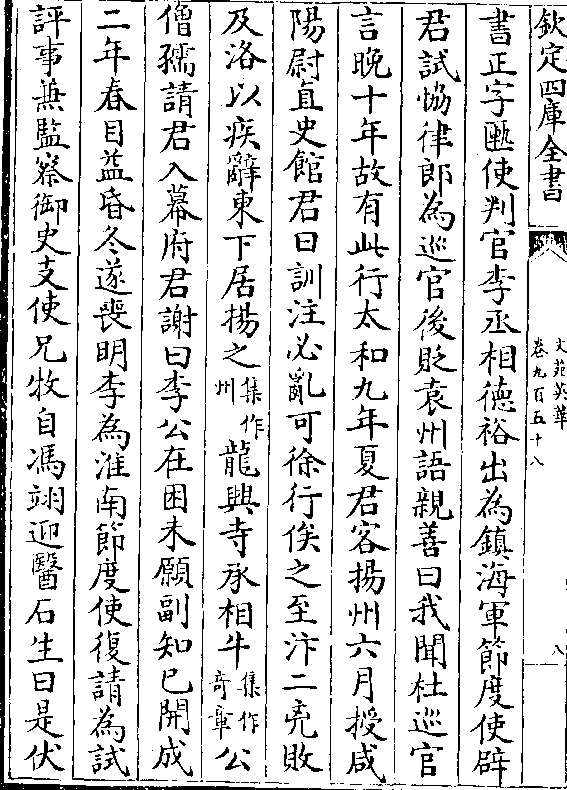 欽定四庫全書
文苑英華
卷九百五十八
八
書正字匭使判官李丞相徳裕出為鎮海軍節度使辟
君試恊律郎為巡官後貶袁州語親善曰我聞杜巡官
言晩十年故有此行太和九年夏君客揚州六月授咸
陽尉直史館君曰訓注必亂可徐行俟之至汴二兇敗
及洛以疾辭東下居揚之集作州龍興寺丞相牛集作竒章公
僧孺請君入幕府君謝曰李公在困未願副知已開成
二年春目益昏冬遂喪明李為淮南節度使復請為試
評事兼監察御史支使兄牧自馮翊迎醫石生曰是伏